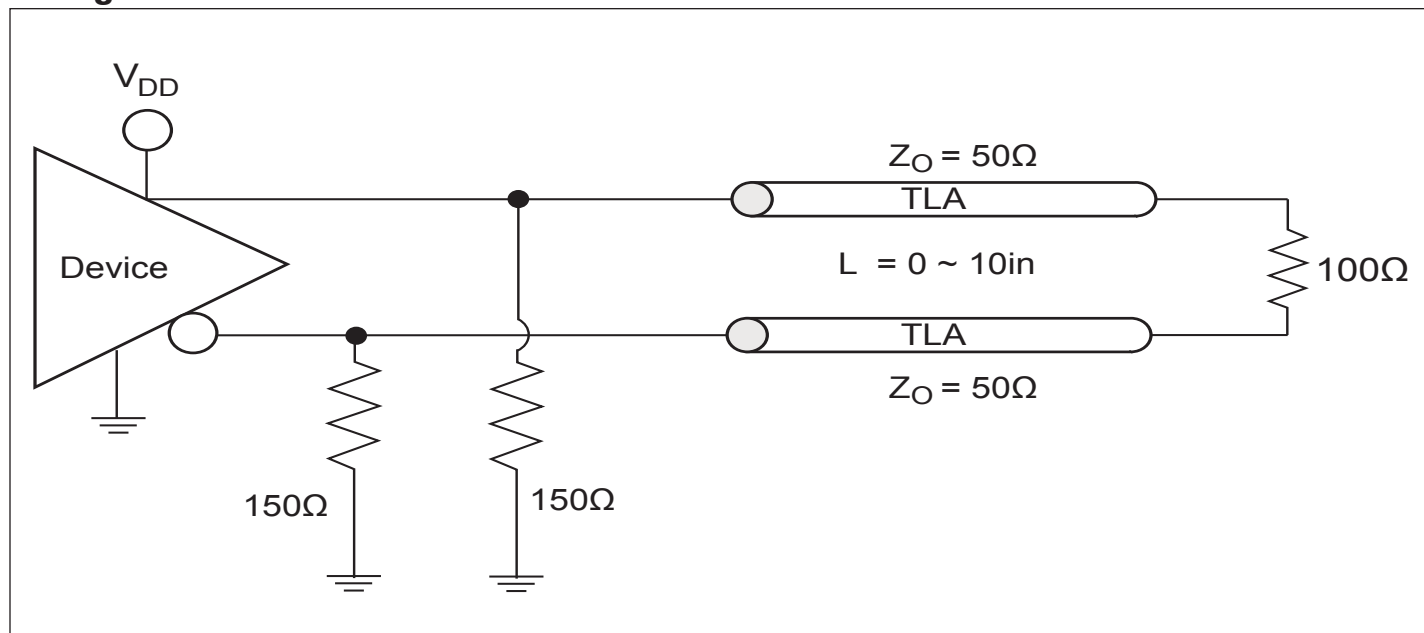 V_DD
Z_O = 50Ω
TLA
Device
L = 0 ~ 10in
100Ω
TLA
Z_O = 50Ω
150Ω
150Ω